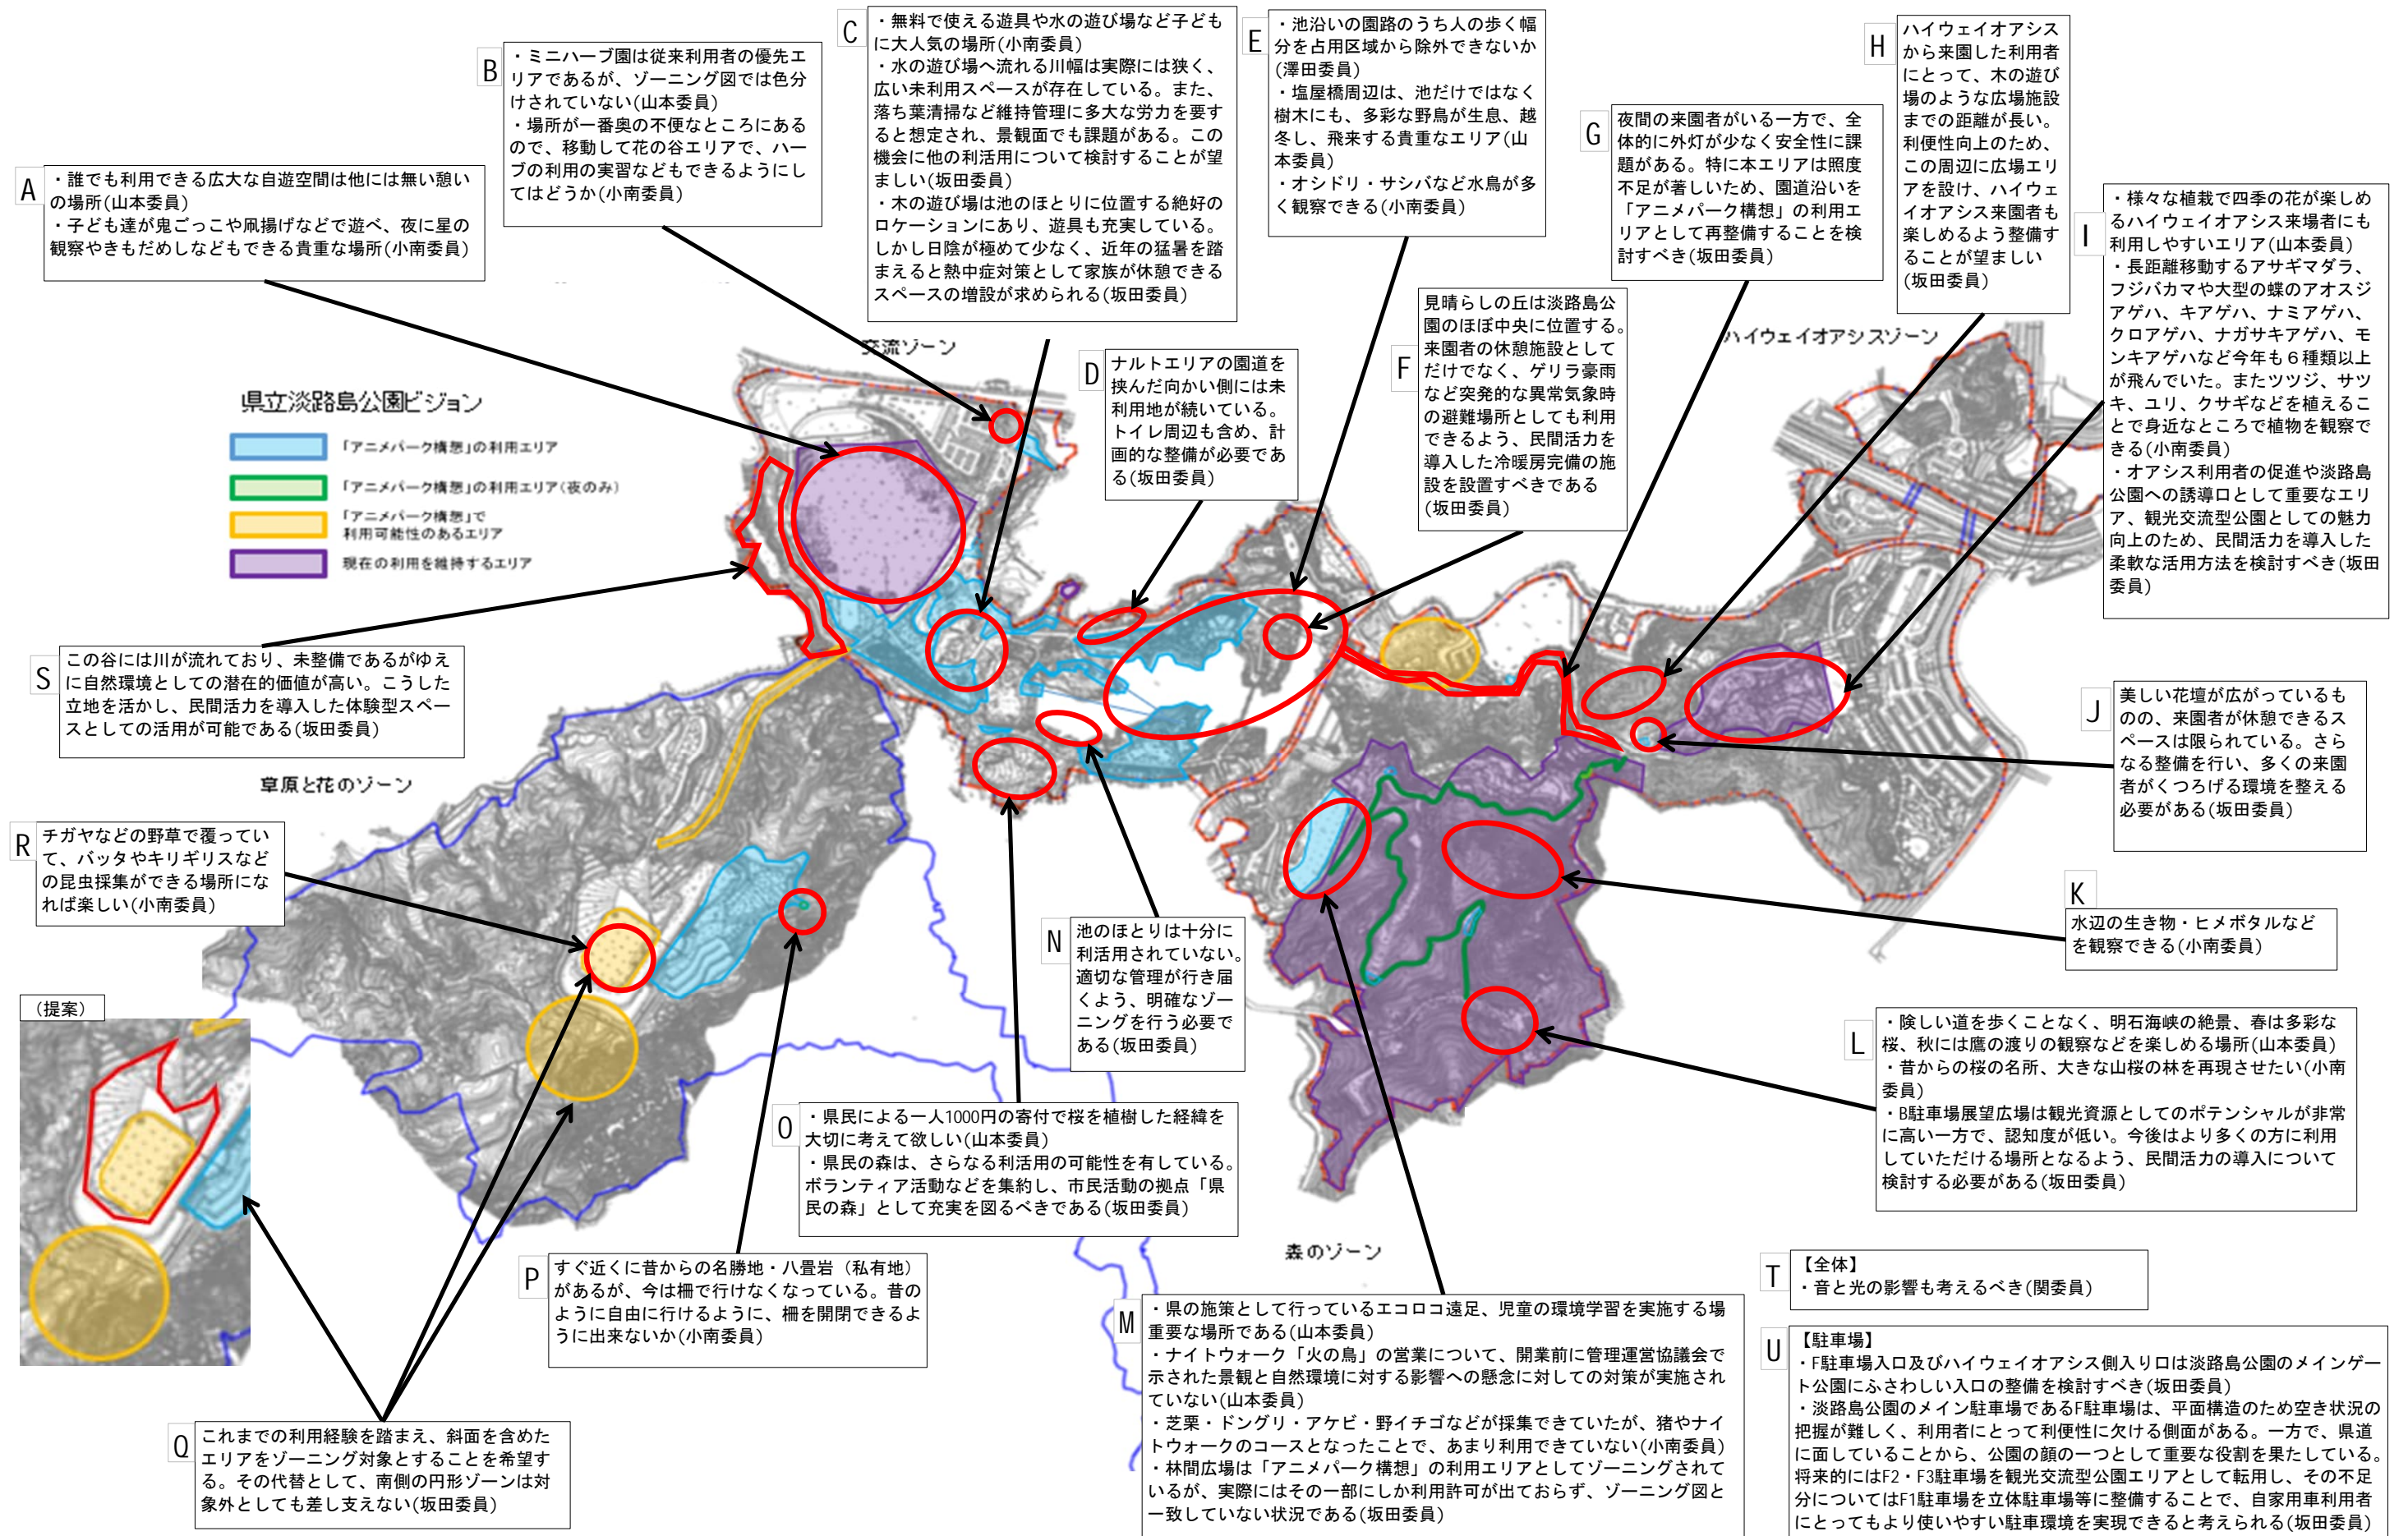 A
・誰でも利用できる広大な自遊空間は他には無い憩い
の場所(山本委員)
・子ども達が鬼ごっこや凧揚げなどで遊べ、夜に星の
観察やきもだめしなどもできる貴重な場所(小南委員)
B
・ミニハーブ園は従来利用者の優先エ
リアであるが、ゾーニング図では色分
けされていない(山本委員)
・場所が一番奥の不便なところにある
ので、移動して花の谷エリアで、ハー
ブの利用の実習などもできるようにし
てはどうか(小南委員)
C
・無料で使える遊具や水の遊び場など子ども
に大人気の場所(小南委員)
・水の遊び場へ流れる川幅は実際には狭く、
広い未利用スペースが存在している。また、
落ち葉清掃など維持管理に多大な労力を要す
ると想定され、景観面でも課題がある。この
機会に他の利活用について検討することが望
ましい(坂田委員)
・木の遊び場は池のほとりに位置する絶好の
ロケーションにあり、遊具も充実している。
しかし日陰が極めて少なく、近年の猛暑を踏
まえると熱中症対策として家族が休憩できる
スペースの増設が求められる(坂田委員)
D
ナルトエリアの園道を
挟んだ向かい側には未
利用地が続いている。
トイレ周辺も含め、計
画的な整備が必要であ
る(坂田委員)
E
・池沿いの園路のうち人の歩く幅
分を占用区域から除外できないか
(澤田委員)
・塩屋橋周辺は、池だけではなく
樹木にも、多彩な野鳥が生息、越
冬し、飛来する貴重なエリア(山
本委員)
・オシドリ・サシバなど水鳥が多
く観察できる(小南委員)
F
見晴らしの丘は淡路島公
園のほぼ中央に位置する。
来園者の休憩施設として
だけでなく、ゲリラ豪雨
など突発的な異常気象時
の避難場所としても利用
できるよう、民間活力を
導入した冷暖房完備の施
設を設置すべきである
(坂田委員)
G
夜間の来園者がいる一方で、全
体的に外灯が少なく安全性に課
題がある。特に本エリアは照度
不足が著しいため、園道沿いを
「アニメパーク構想」の利用エ
リアとして再整備することを検
討すべき(坂田委員)
H
ハイウェイオアシス
から来園した利用者
にとって、木の遊び
場のような広場施設
までの距離が長い。
利便性向上のため、
この周辺に広場エリ
アを設け、ハイウェ
イオアシス来園者も
楽しめるよう整備す
ることが望ましい
(坂田委員)
I
・様々な植栽で四季の花が楽しめ
るハイウェイオアシス来場者にも
利用しやすいエリア(山本委員)
・長距離移動するアサギマダラ、
フジバカマや大型の蝶のアオスジ
アゲハ、キアゲハ、ナミアゲハ、
クロアゲハ、ナガサキアゲハ、モ
ンキアゲハなど今年も６種類以上
が飛んでいた。またツツジ、サツ
キ、ユリ、クサギなどを植えるこ
とで身近なところで植物を観察で
きる(小南委員)
・オアシス利用者の促進や淡路島
公園への誘導口として重要なエリ
ア、観光交流型公園としての魅力
向上のため、民間活力を導入した
柔軟な活用方法を検討すべき(坂田
委員)
交流ゾーン
ハイウェイオアシスゾーン
県立淡路島公園ビジョン
「アニメパーク構想」の利用エリア
「アニメパーク構想」の利用エリア(夜のみ)
「アニメパーク構想」で
利用可能性のあるエリア
現在の利用を維持するエリア
S
この谷には川が流れており、未整備であるがゆえ
に自然環境としての潜在的価値が高い。こうした
立地を活かし、民間活力を導入した体験型スペー
スとしての活用が可能である(坂田委員)
J
美しい花壇が広がっているも
のの、来園者が休憩できるス
ペースは限られている。さら
なる整備を行い、多くの来園
者がくつろげる環境を整える
必要がある(坂田委員)
草原と花のゾーン
R
チガヤなどの野草で覆ってい
て、バッタやキリギリスなど
の昆虫採集ができる場所にな
れば楽しい(小南委員)
K
水辺の生き物・ヒメボタルなど
を観察できる(小南委員)
N
池のほとりは十分に
利活用されていない。
適切な管理が行き届
くよう、明確なゾー
ニングを行う必要で
ある(坂田委員)
（提案）
L
・険しい道を歩くことなく、明石海峡の絶景、春は多彩な
桜、秋には鷹の渡りの観察などを楽しめる場所(山本委員)
・昔からの桜の名所、大きな山桜の林を再現させたい(小南
委員)
・B駐車場展望広場は観光資源としてのポテンシャルが非常
に高い一方で、認知度が低い。今後はより多くの方に利用
していただける場所となるよう、民間活力の導入について
検討する必要がある(坂田委員)
O
・県民による一人1000円の寄付で桜を植樹した経緯を
大切に考えて欲しい(山本委員)
・県民の森は、さらなる利活用の可能性を有している。
ボランティア活動などを集約し、市民活動の拠点「県
民の森」として充実を図るべきである(坂田委員)
森のゾーン
P
すぐ近くに昔からの名勝地・八畳岩（私有地）
があるが、今は柵で行けなくなっている。昔の
ように自由に行けるように、柵を開閉できるよ
うに出来ないか(小南委員)
T
【全体】
・音と光の影響も考えるべき(関委員)
M
・県の施策として行っているエコロコ遠足、児童の環境学習を実施する場
重要な場所である(山本委員)
・ナイトウォーク「火の鳥」の営業について、開業前に管理運営協議会で
示された景観と自然環境に対する影響への懸念に対しての対策が実施され
ていない(山本委員)
・芝栗・ドングリ・アケビ・野イチゴなどが採集できていたが、猪やナイ
トウォークのコースとなったことで、あまり利用できていない(小南委員)
・林間広場は「アニメパーク構想」の利用エリアとしてゾーニングされて
いるが、実際にはその一部にしか利用許可が出ておらず、ゾーニング図と
一致していない状況である(坂田委員)
U
【駐車場】
・F駐車場入口及びハイウェイオアシス側入り口は淡路島公園のメインゲー
ト公園にふさわしい入口の整備を検討すべき(坂田委員)
・淡路島公園のメイン駐車場であるF駐車場は、平面構造のため空き状況の
把握が難しく、利用者にとって利便性に欠ける側面がある。一方で、県道
に面していることから、公園の顔の一つとして重要な役割を果たしている。
将来的にはF2・F3駐車場を観光交流型公園エリアとして転用し、その不足
分についてはF1駐車場を立体駐車場等に整備することで、自家用車利用者
にとってもより使いやすい駐車環境を実現できると考えられる(坂田委員)
Q
これまでの利用経験を踏まえ、斜面を含めた
エリアをゾーニング対象とすることを希望す
る。その代替として、南側の円形ゾーンは対
象外としても差し支えない(坂田委員)